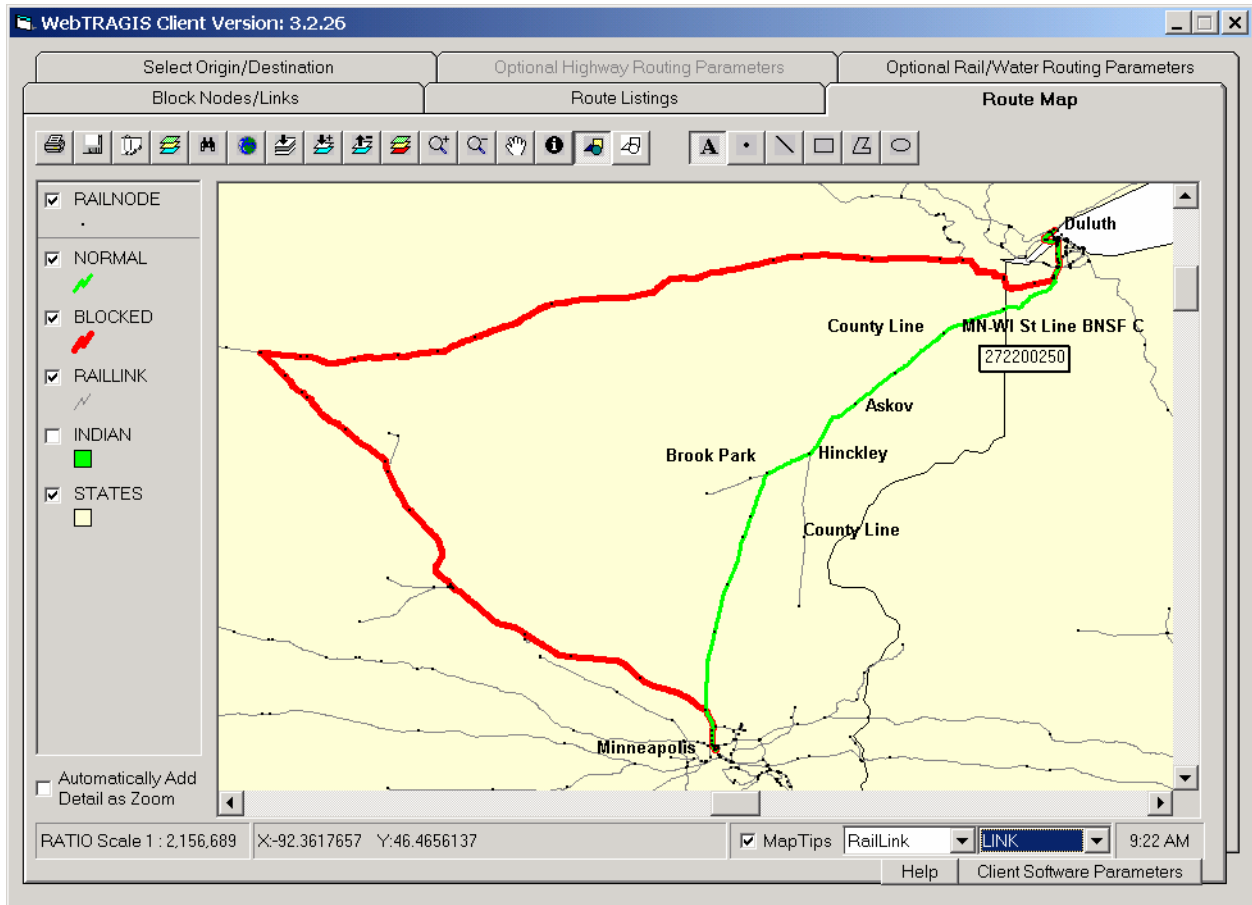 WebTRAGIS Client Version: 3.2.26
Select Origin/Destination
Optional Highway Routing Parameters
Optional Rail/Water Routing Parameters
Block Nodes/Links
Route Listings
Route Map
A
RAILNODE
NORMAL
BLOCKED
RAILLINK
INDIAN
STATES
Duluth
County Line
MN-WI St Line BNSF C
272200250
Askov
Brook Park
Hinckley
County Line
Minneapolis
Automatically Add
Detail as Zoom
RATIO Scale 1 : 2,156,689
X:-92.3617657 Y:46.4656137
MapTips
RailLink
LINK
9:22 AM
Help
Client Software Parameters